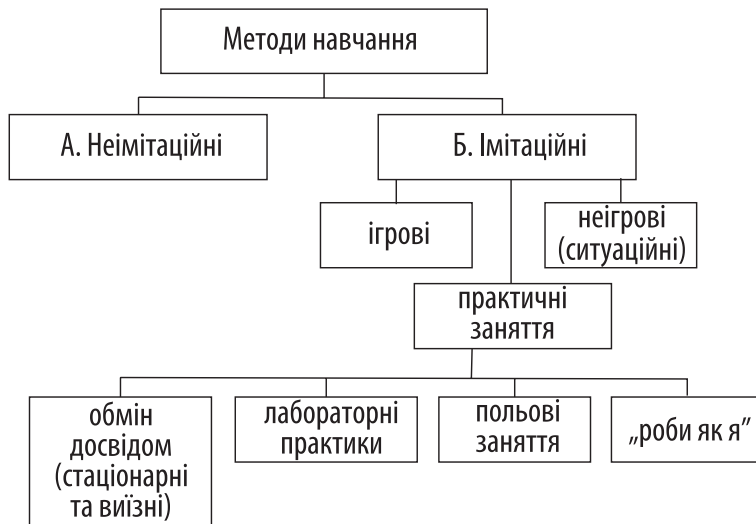 Методи навчання
А. Неімітаційні
Б. Імітаційні
ігрові
неігрові
(ситуаційні)
практичні
заняття
обмін
досвідом
(стаціонарні
та виїзні)
лабораторні
практики
польові
заняття
„роби як я”